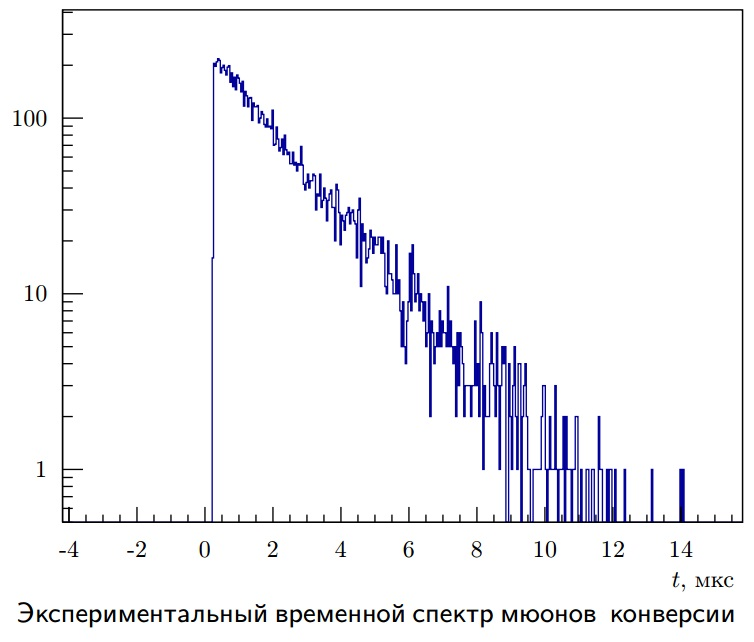 100
10
1
-4 -2 0 2 4 6 8 10 12 14
t, мкс
Экспериментальный временной спектр мюонов конверсии